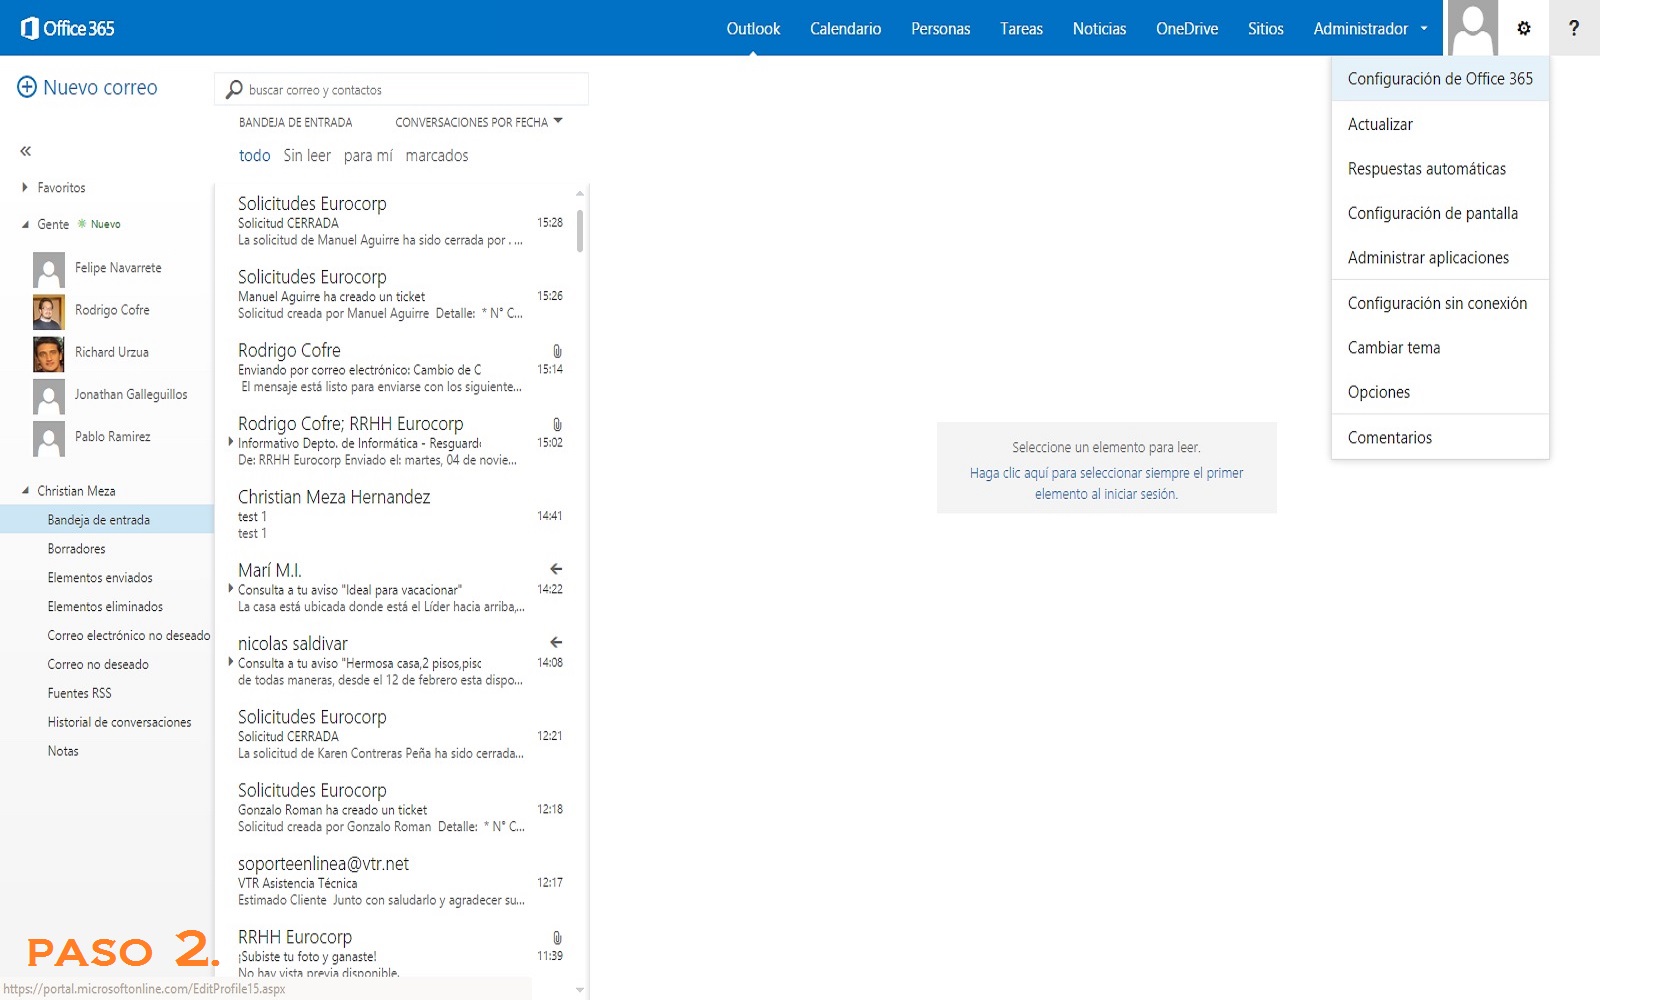 Office 365
Outlook Calendario Personas Tareas Noticias OneDrive Sitios Administrador ?
Nuevo correo
Favoritos
Gente Nuevo
Felipe Navarrete
Rodrigo Cofre
Richard Urzua
Jonathan Galleguillos
Pablo Ramirez
Christian Meza
Bandeja de entrada
Borradores
Elementos enviados
Elementos eliminados
Correo electrónico no deseado
Correo no deseado
Fuentes RSS
Historial de conversaciones
Notas
buscar correo y contactos
BANDEJA DE ENTRADA CONVERSACIONES POR FECHA
todo Sin leer para mí marcados
Solicitudes Eurocorp
Solicitud CERRADA 15:28
La solicitud de Manuel Aguirre ha sido cerrada por . ...
Solicitudes Eurocorp
Manuel Aguirre ha creado un ticket 15:26
Solicitud creada por Manuel Aguirre Detalle: * N° C...
Rodrigo Cofre
Enviando por correo electrónico: Cambio de C 15:14
El mensaje está listo para enviarse con los siguiente...
Rodrigo Cofre; RRHH Eurocorp
Informativo Depto. de Informática - Resguard 15:02
De: RRHH Eurocorp Enviado el: martes, 04 de novie...
Christian Meza Hernandez
test 1 14:41
test 1
Marí M.I.
Consulta a tu aviso "Ideal para vacacionar" 14:22
La casa está ubicada donde está el Líder hacia arriba,...
nicolas saldivar
Consulta a tu aviso "Hermosa casa,2 pisos,pisc 14:08
de todas maneras, desde el 12 de febrero esta dispo...
Solicitudes Eurocorp
Solicitud CERRADA 12:21
La solicitud de Karen Contreras Peña ha sido cerrada...
Solicitudes Eurocorp
Gonzalo Roman ha creado un ticket 12:18
Solicitud creada por Gonzalo Roman Detalle: * N° C...
soporteenlinea@vtr.net
VTR Asistencia Técnica 12:17
Estimado Cliente Junto con saludarlo y agradecer su...
RRHH Eurocorp
¡Subiste tu foto y ganaste! 11:39
No hay vista previa disponible.
Seleccione un elemento para leer.
Haga clic aquí para seleccionar siempre el primer
elemento al iniciar sesión.
Configuración de Office 365
Actualizar
Respuestas automáticas
Configuración de pantalla
Administrar aplicaciones
Configuración sin conexión
Cambiar tema
Opciones
Comentarios
PASO 2.
https://portal.microsoftonline.com/EditProfile15.aspx